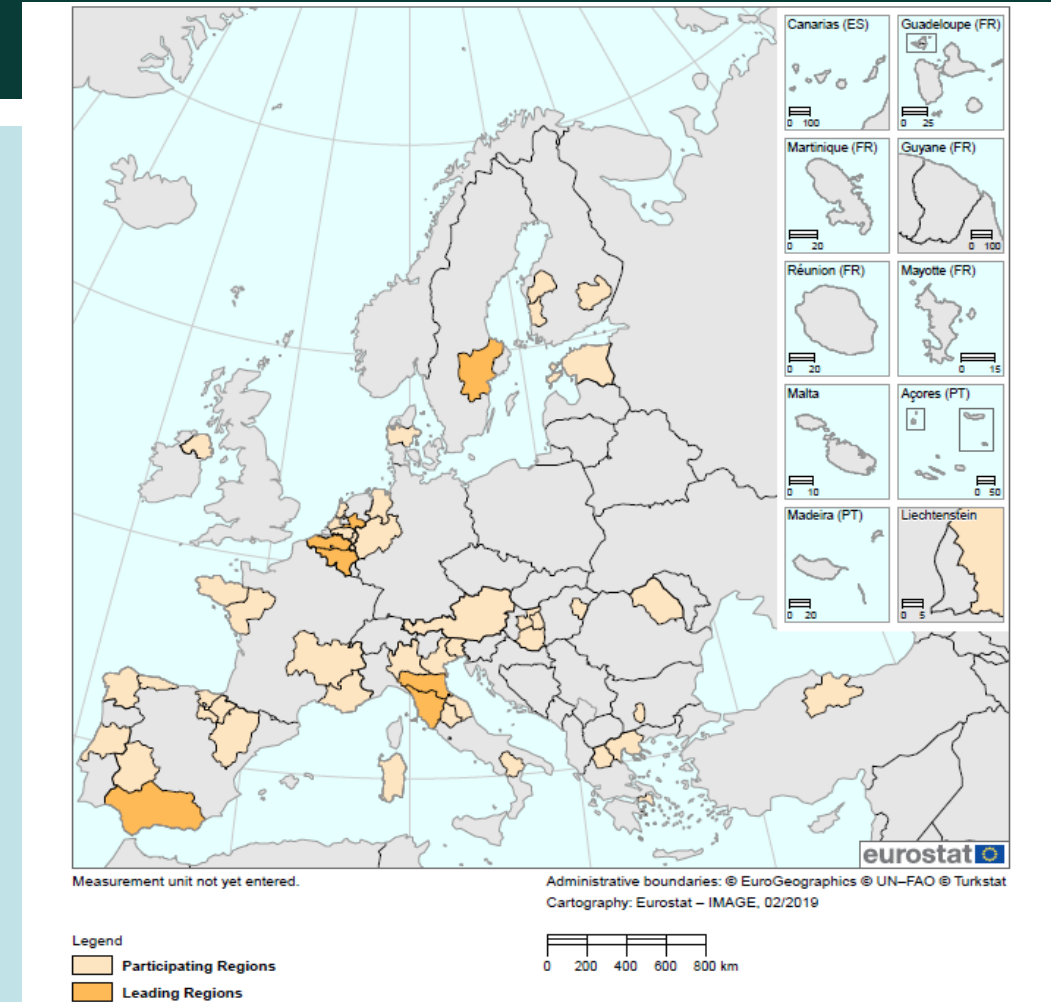 Canarias (ES)
0 100
Guadeloupe (FR)
0 25
Martinique (FR)
0 20
Guyane (FR)
0 100
Réunion (FR)
0 20
Mayotte (FR)
0 15
Malta
0 10
Açores (PT)
0 50
Madeira (PT)
0 20
Liechtenstein
0 5
eurostat
Measurement unit not yet entered.
Administrative boundaries: © EuroGeographics © UN–FAO © Turkstat
Cartography: Eurostat – IMAGE, 02/2019
Legend
Participating Regions
Leading Regions
0 200 400 600 800 km